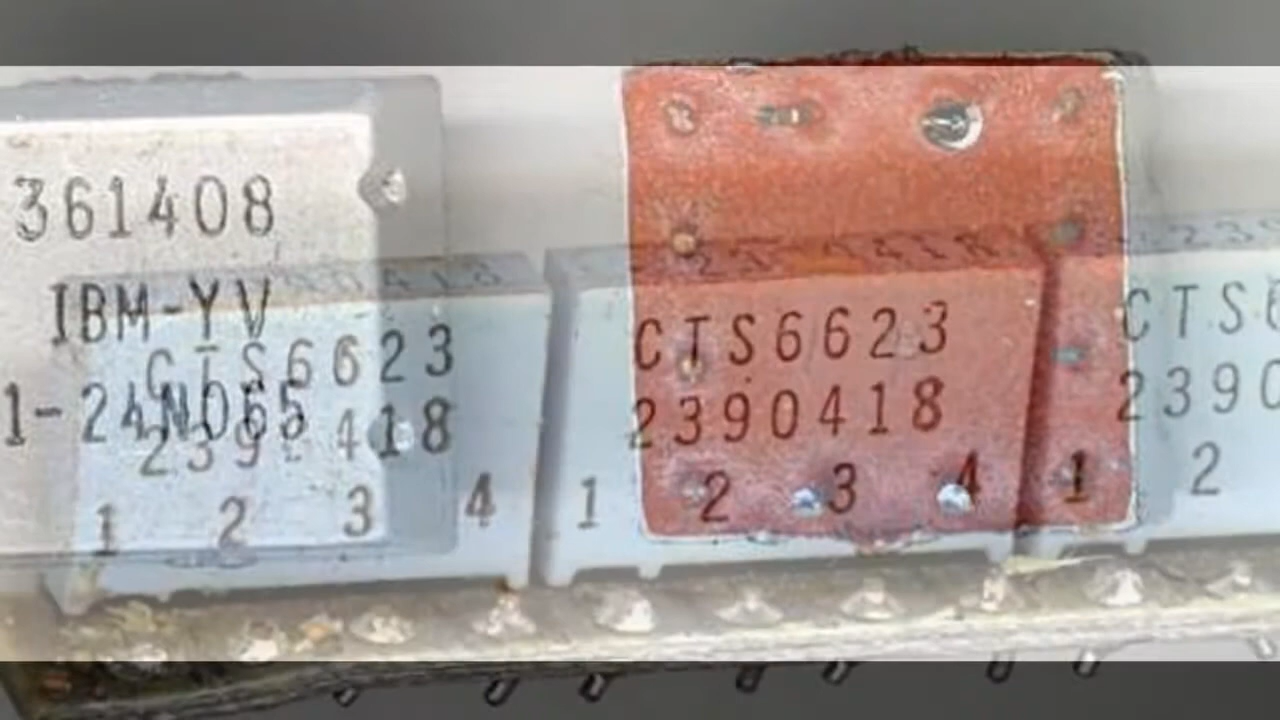 361408
IBM-YV
1-24N065
CTS6623
2390418
1 2 3 4
CTS6623
2390418
1 2 3 4
CTS6
2390
1 2